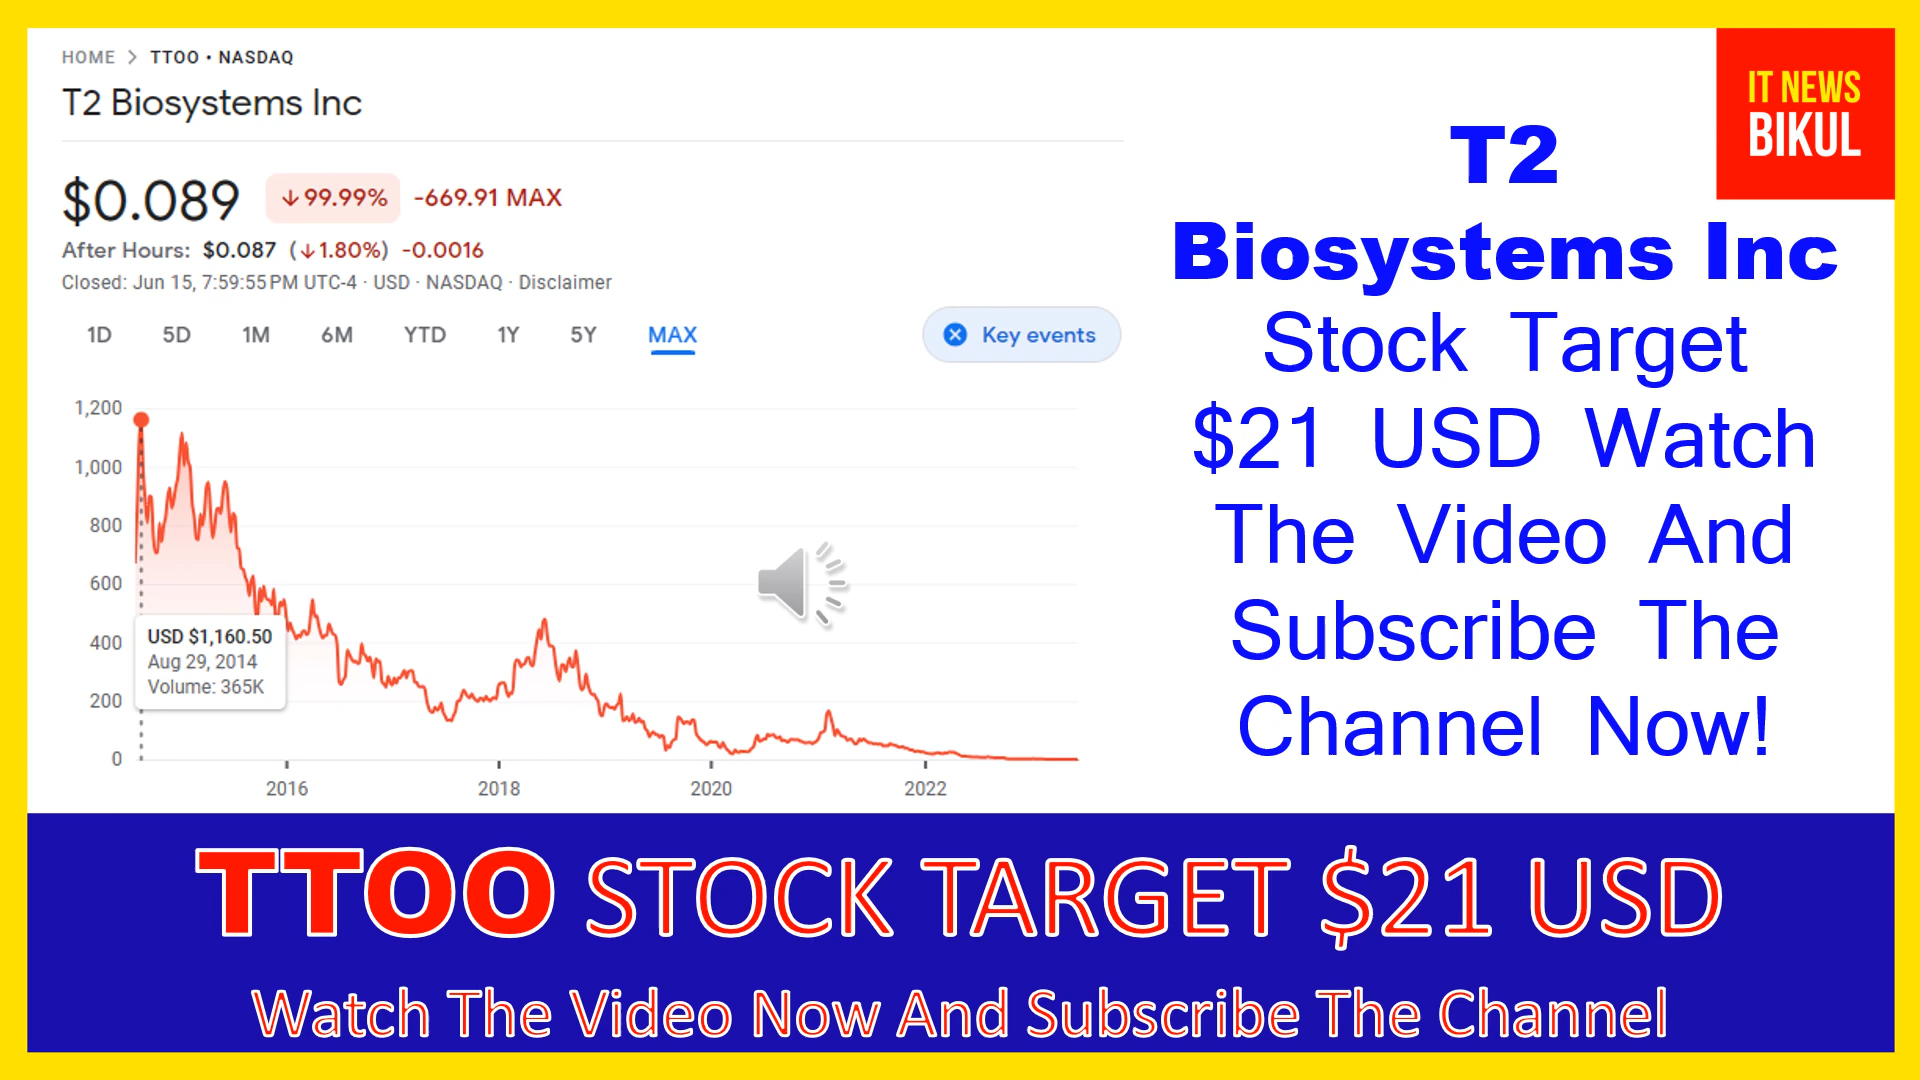 HOME > TTOO • NASDAQ
T2 Biosystems Inc
$0.089 ↓99.99% -669.91 MAX
After Hours: $0.087 (↓1.80%) -0.0016
Closed: Jun 15, 7:59:55 PM UTC-4 · USD · NASDAQ · Disclaimer
1D 5D 1M 6M YTD 1Y 5Y MAX
Key events
1,200
1,000
800
600
400
200
0
USD $1,160.50
Aug 29, 2014
Volume: 365K
2016 2018 2020 2022
IT NEWS
BIKUL
T2
Biosystems Inc
Stock Target
$21 USD Watch
The Video And
Subscribe The
Channel Now!
TTOO STOCK TARGET $21 USD
Watch The Video Now And Subscribe The Channel